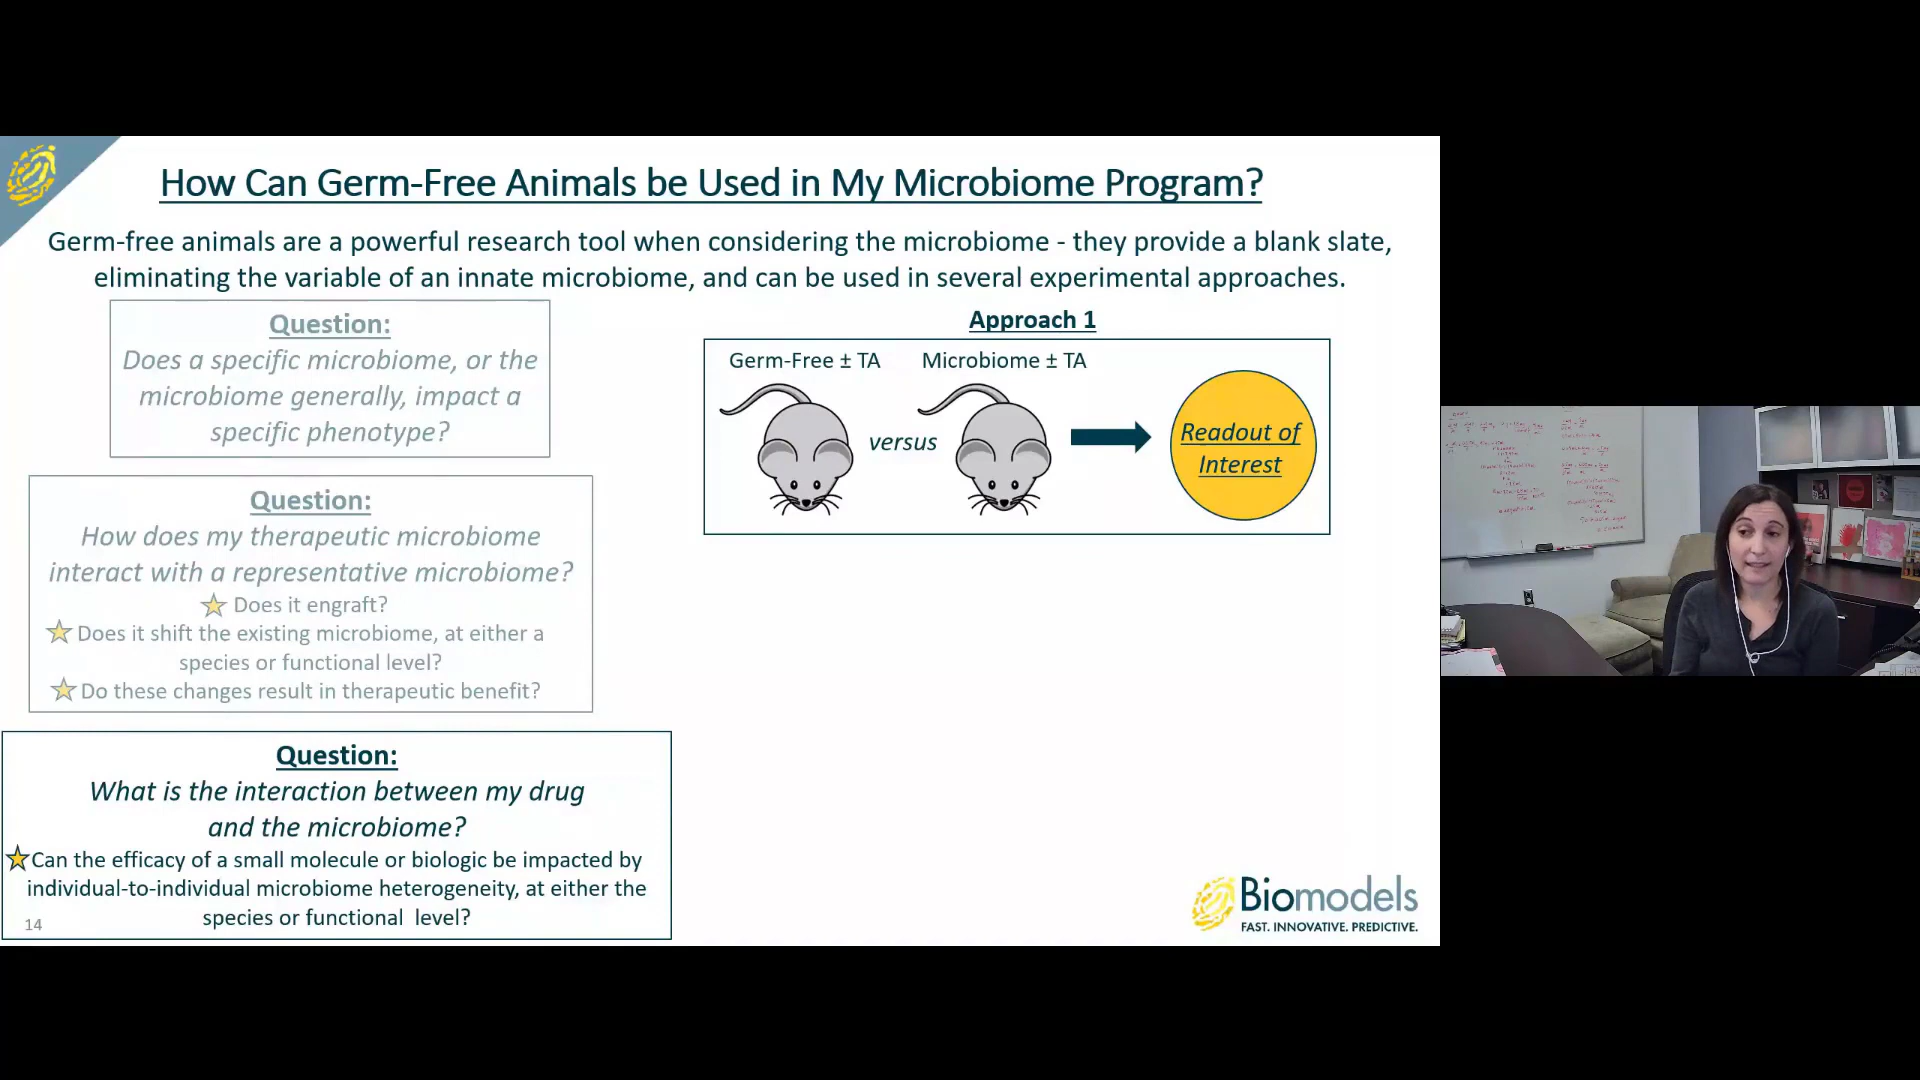 How Can Germ-Free Animals be Used in My Microbiome Program?
Germ-free animals are a powerful research tool when considering the microbiome - they provide a blank slate,
eliminating the variable of an innate microbiome, and can be used in several experimental approaches.
Question:
Does a specific microbiome, or the
microbiome generally, impact a
specific phenotype?
Question:
How does my therapeutic microbiome
interact with a representative microbiome?
Does it engraft?
Does it shift the existing microbiome, at either a
species or functional level?
Do these changes result in therapeutic benefit?
Question:
What is the interaction between my drug
and the microbiome?
Can the efficacy of a small molecule or biologic be impacted by
individual-to-individual microbiome heterogeneity, at either the
species or functional level?
14
Approach 1
Germ-Free ± TA
Microbiome ± TA
versus
Readout of
Interest
Biomodels
FAST. INNOVATIVE. PREDICTIVE.